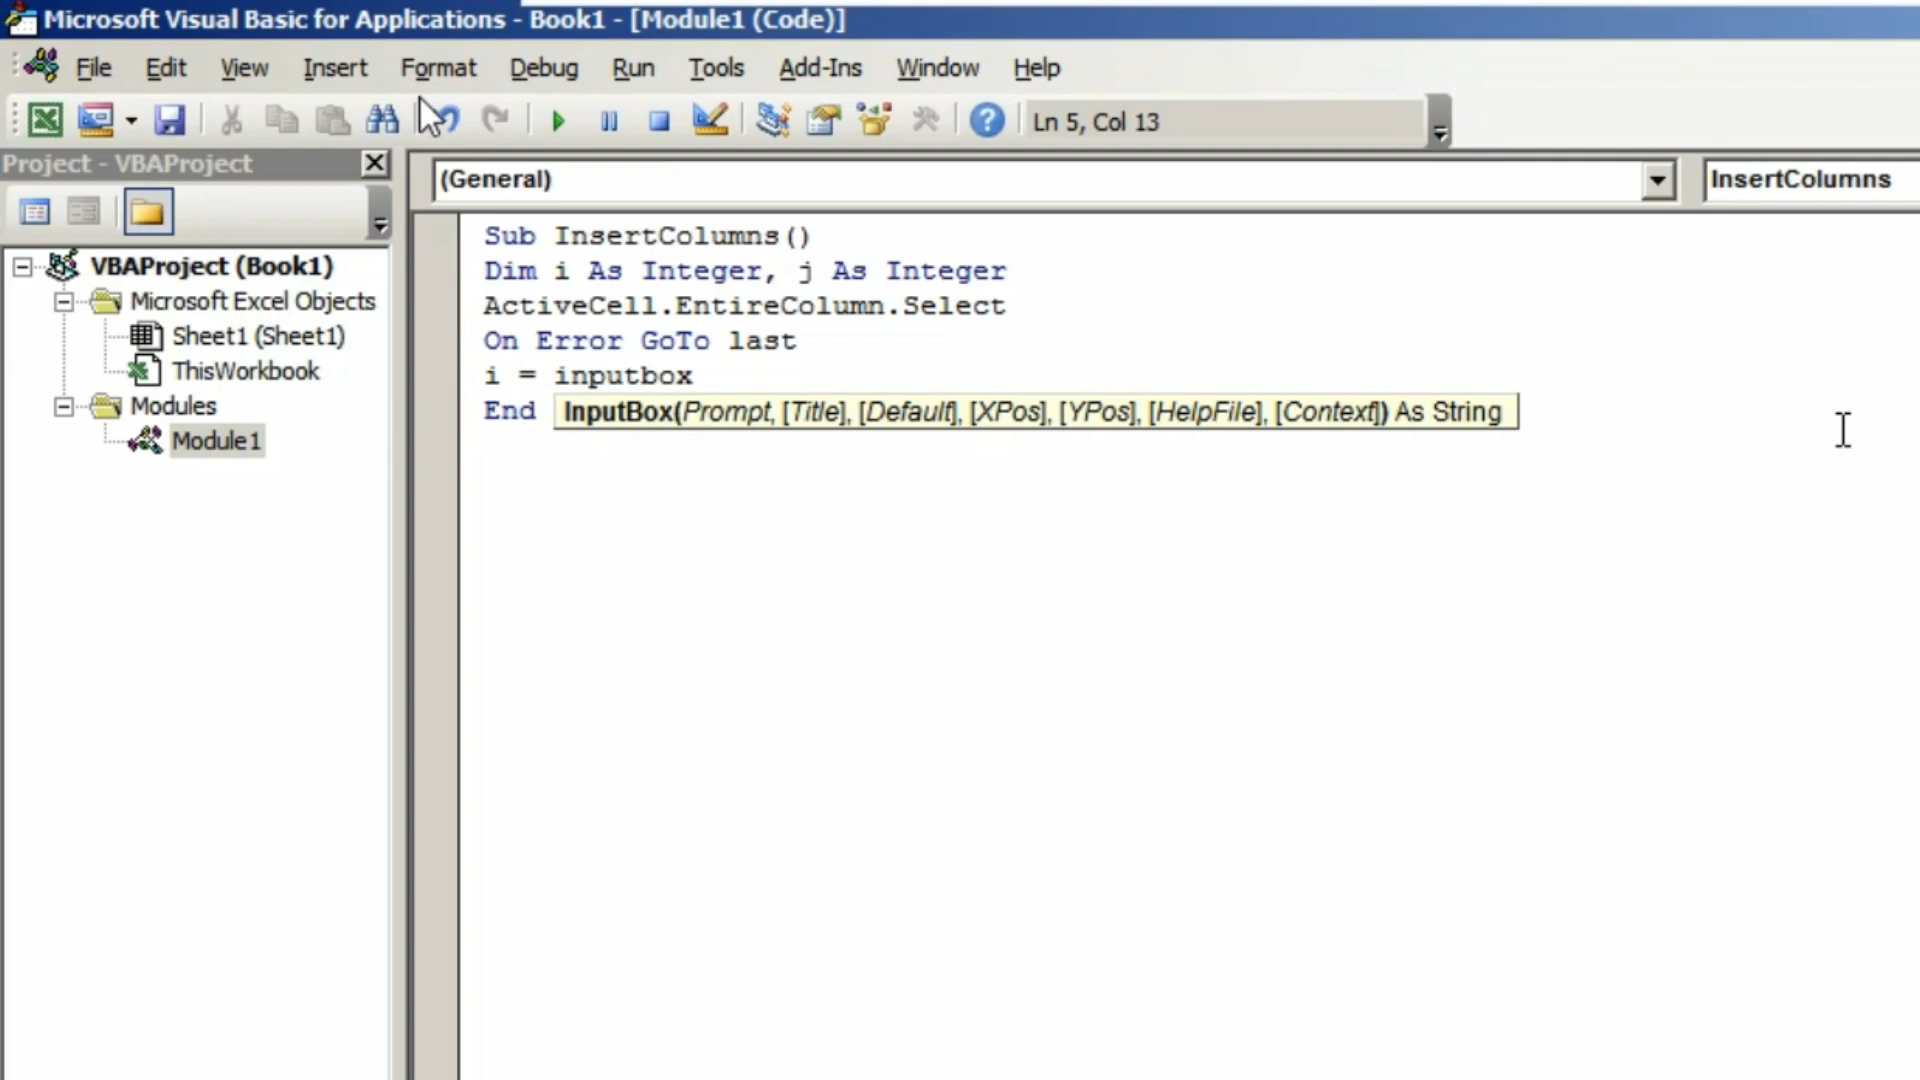 Microsoft Visual Basic for Applications - Book1 - [Module1 (Code)]
File Edit View Insert Format Debug Run Tools Add-Ins Window Help
Ln 5, Col 13
Project - VBAProject
(General)
InsertColumns
VBAProject (Book1)
Microsoft Excel Objects
Sheet1 (Sheet1)
ThisWorkbook
Modules
Module1
Sub InsertColumns()
Dim i As Integer, j As Integer
ActiveCell.EntireColumn.Select
On Error GoTo last
i = inputbox
End
InputBox(Prompt, [Title], [Default], [XPos], [YPos], [HelpFile], [Context]) As String